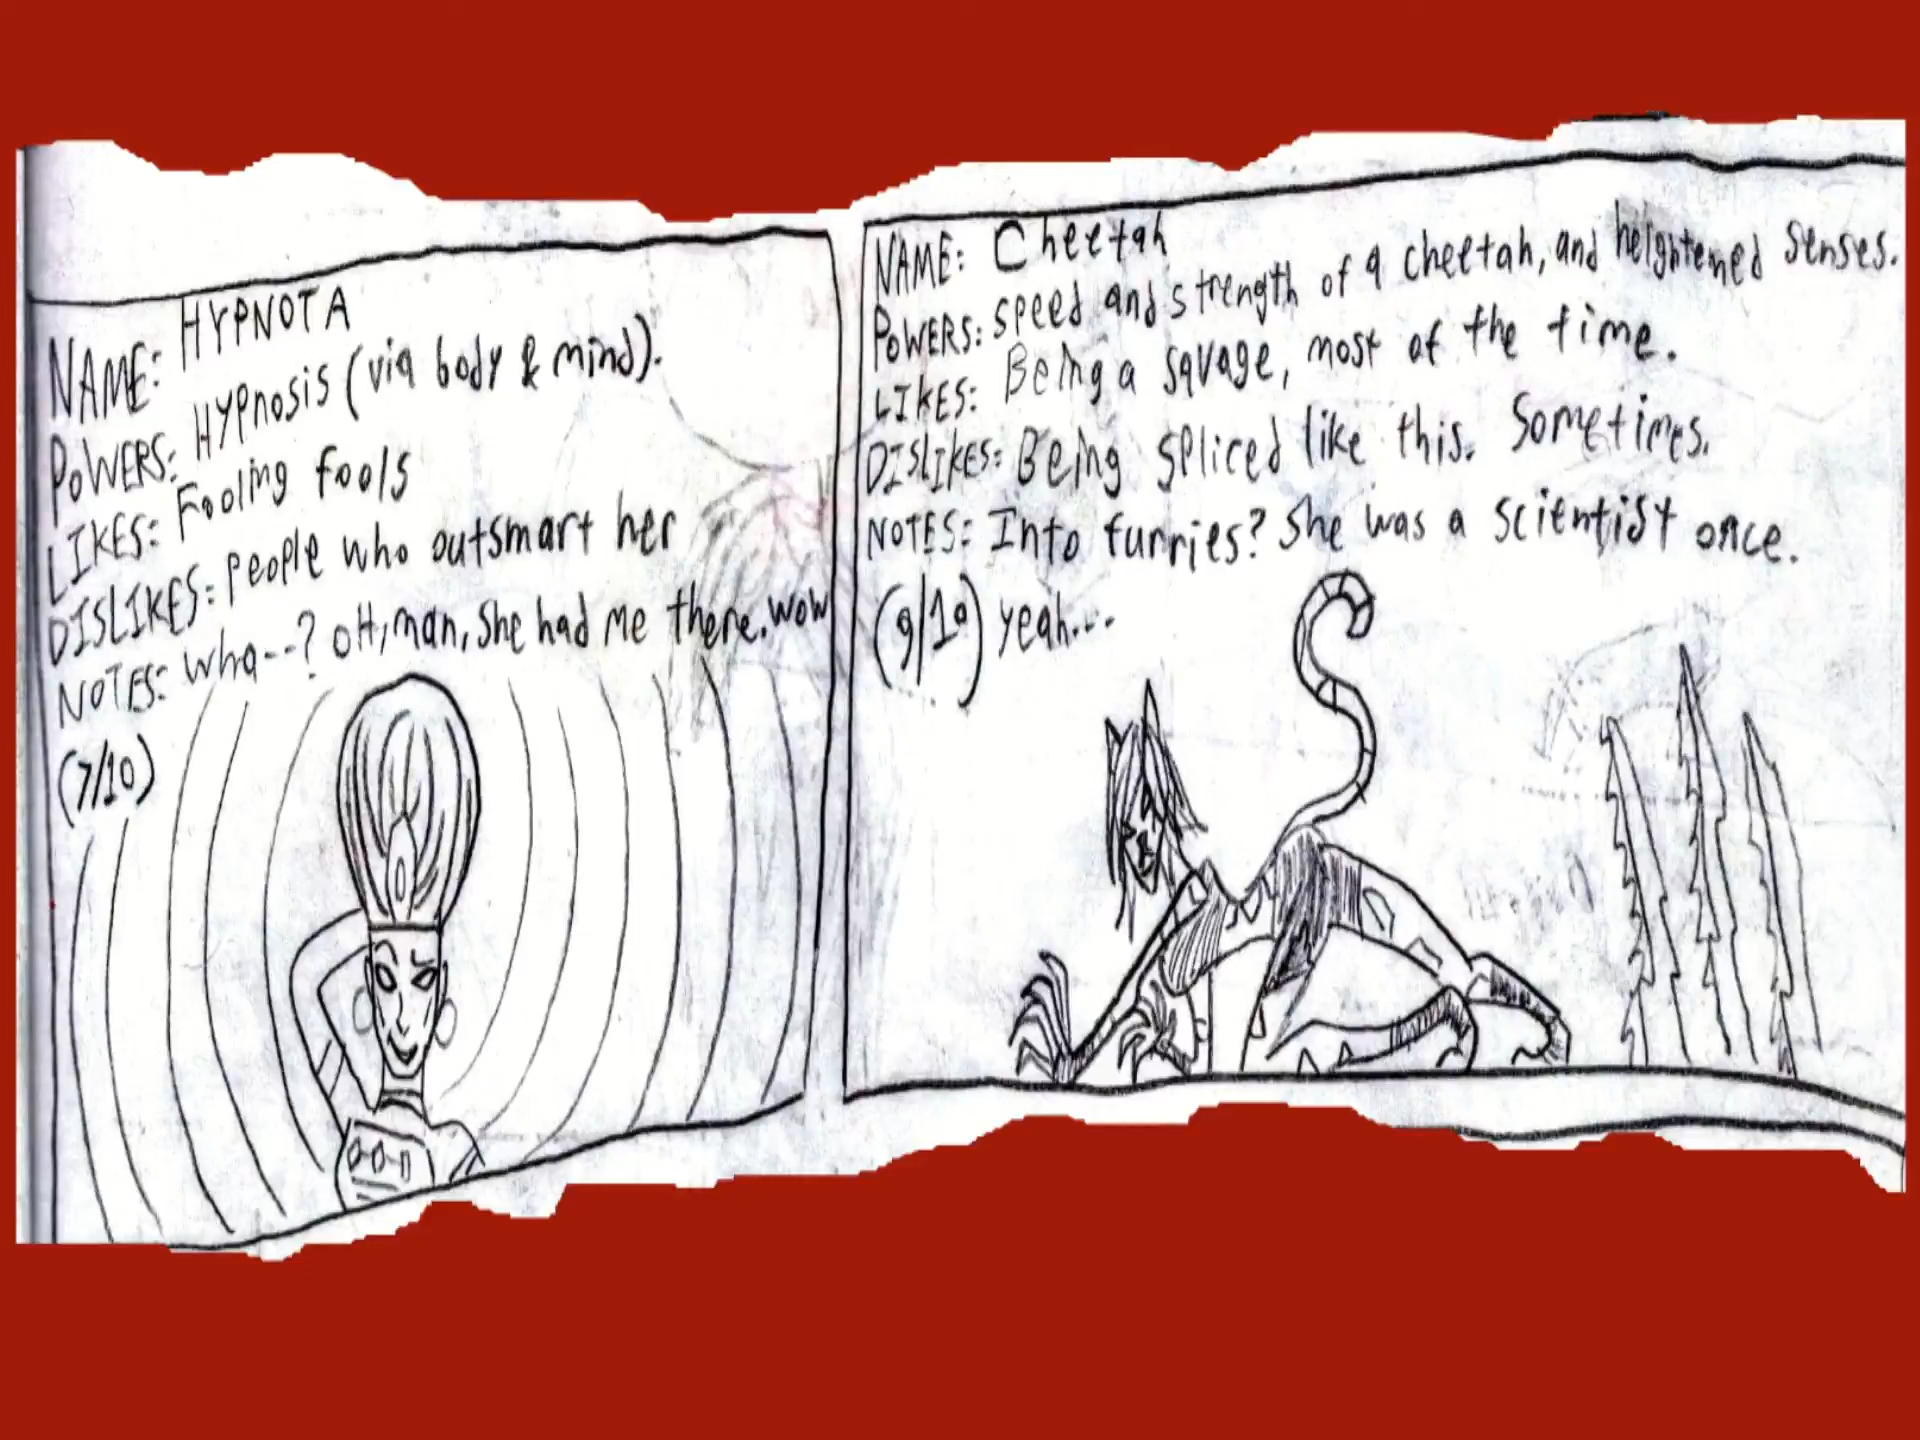 NAME: HYPNOTA
POWERS: HYPNOSIS (via body & mind).
LIKES: Fooling fools
DISLIKES: people who outsmart her
NOTES: wha--? OH, man, She had me there. wow
(7/10)
NAME: Cheetah
POWERS: speed and strength of a cheetah, and heightened senses.
LIKES: Being a savage, most of the time.
DISLIKES: Being spliced like this. Sometimes.
NOTES: Into furries? She was a scientist once.
(9/10) yeah...